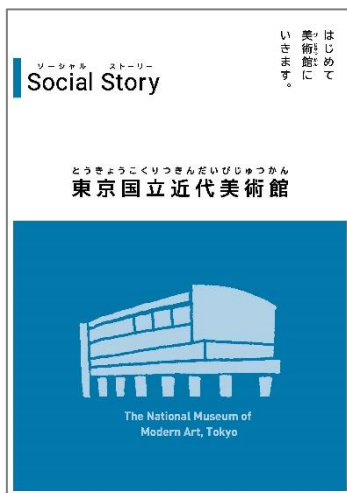 はじめて
美術館に
いきます。
ソーシャル ストーリー
Social Story
とうきょうこくりつきんだいびじゅつかん
東京国立近代美術館
The National Museum of
Modern Art, Tokyo